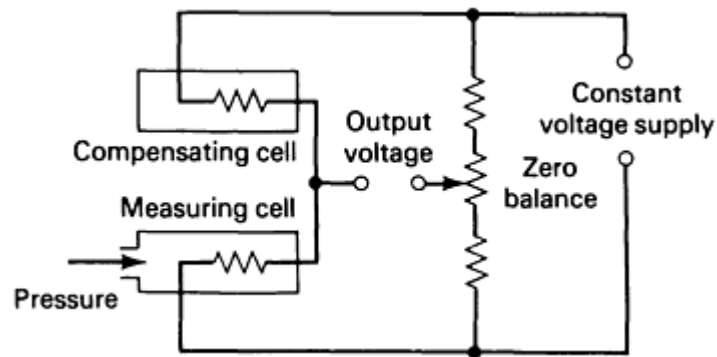 Compensating cell
Measuring cell
Pressure
Output
voltage
Zero
balance
Constant
voltage supply